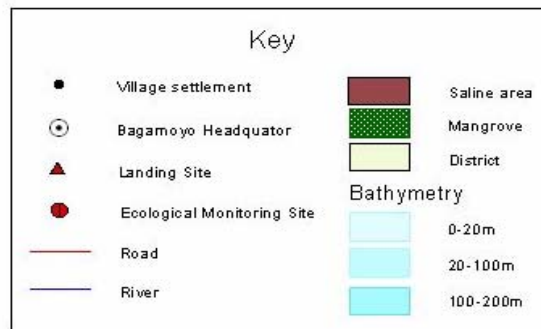 Key
Village settlement
Bagamoyo Headquator
Landing Site
Ecological Monitoring Site
Road
River
Saline area
Mangrove
District
Bathymetry
0-20m
20-100m
100-200m